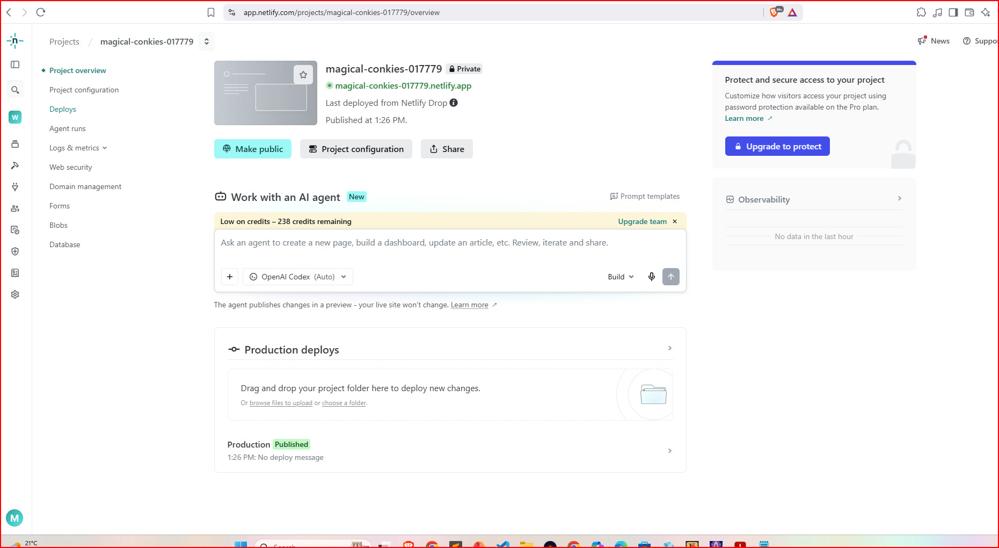 app.netlify.com/projects/magical-conkies-017779/overview
99+
Projects / magical-conkies-017779
News
Suppo
Project overview
Project configuration
Deploys
Agent runs
Logs & metrics
Web security
Domain management
Forms
Blobs
Database
W
M
magical-conkies-017779 Private
magical-conkies-017779.netlify.app
Last deployed from Netlify Drop
Published at 1:26 PM.
Make public
Project configuration
Share
Work with an AI agent New
Prompt templates
Low on credits – 238 credits remaining
Upgrade team
Ask an agent to create a new page, build a dashboard, update an article, etc. Review, iterate and share.
OpenAI Codex (Auto)
Build
The agent publishes changes in a preview - your live site won’t change. Learn more
Production deploys
Drag and drop your project folder here to deploy new changes.
Or browse files to upload or choose a folder.
Production Published
1:26 PM: No deploy message
Protect and secure access to your project
Customize how visitors access your project using
password protection available on the Pro plan.
Learn more
Upgrade to protect
Observability
No data in the last hour
21°C
Search